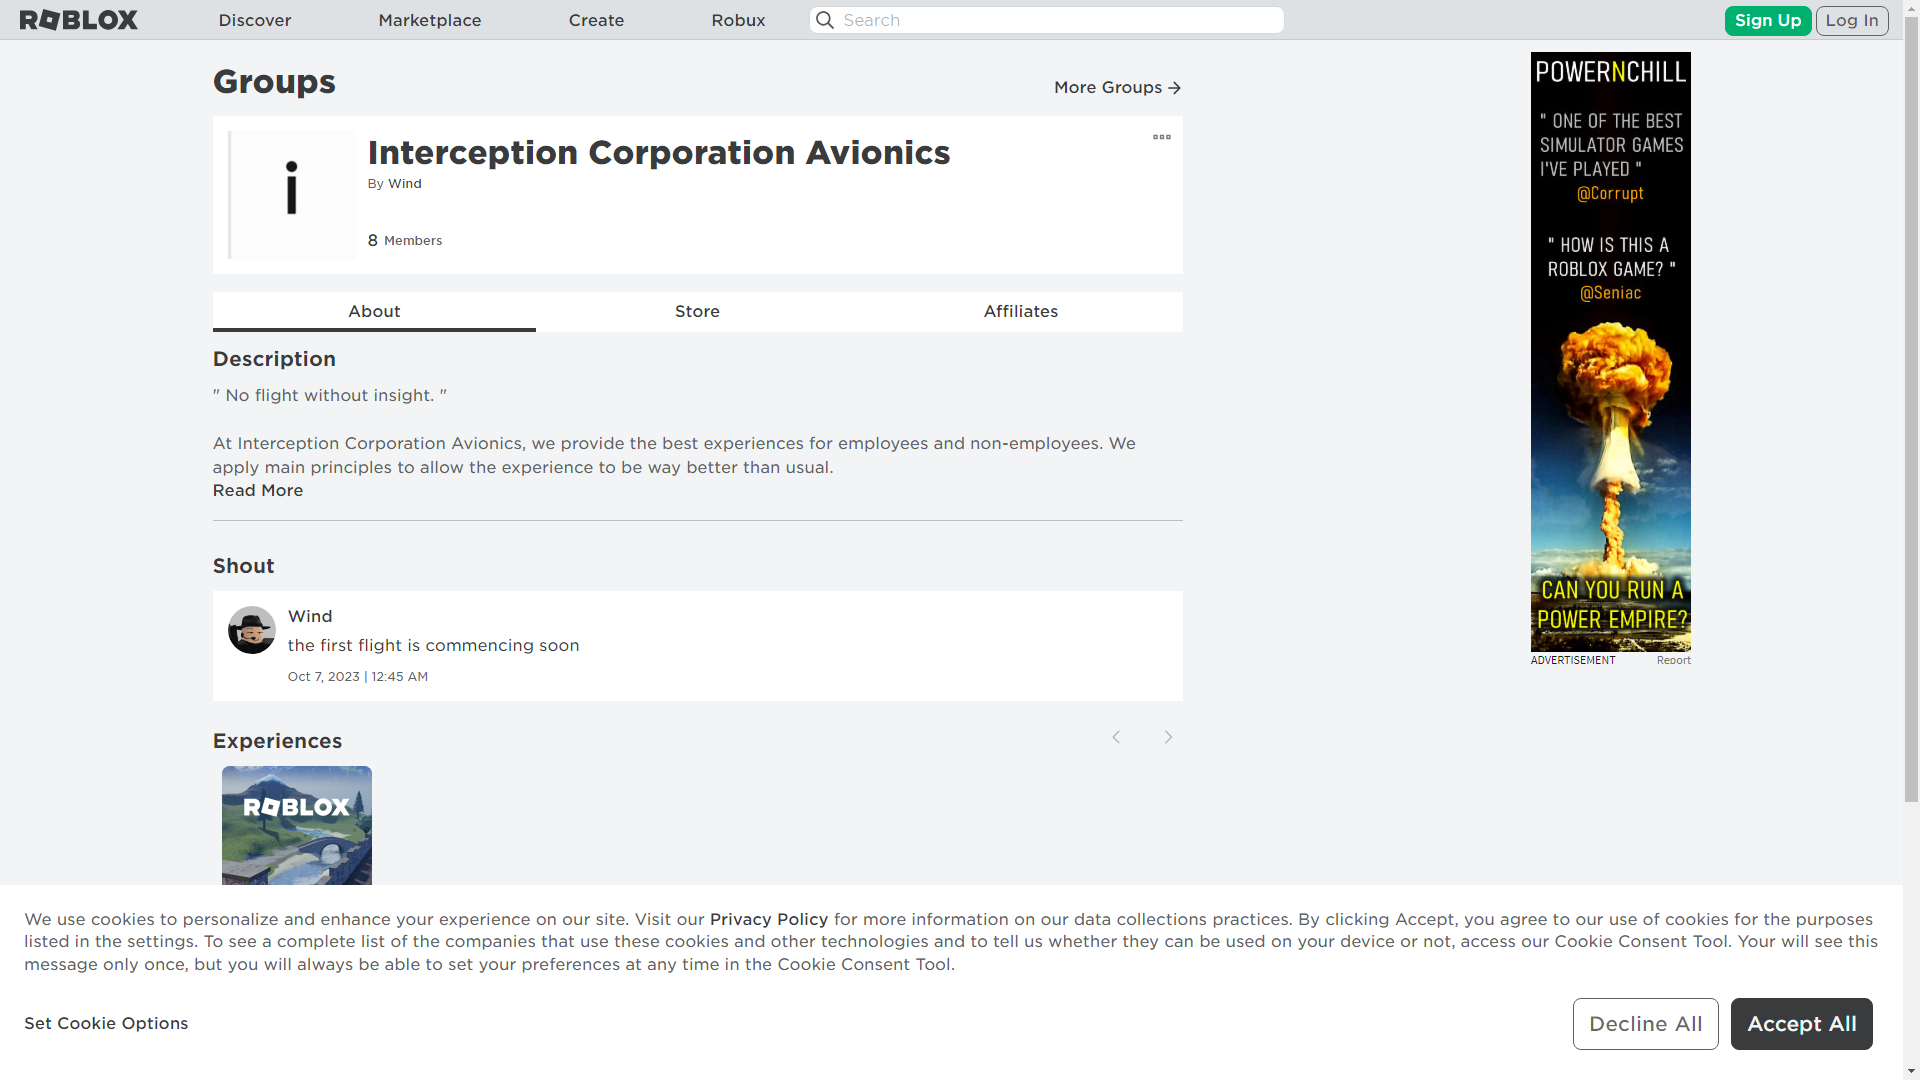 ROBLOX
Discover
Marketplace
Create
Robux
Search
Sign Up
Log In
Groups
More Groups →
i
Interception Corporation Avionics
By Wind
8 Members
About
Store
Affiliates
Description
" No flight without insight. "
At Interception Corporation Avionics, we provide the best experiences for employees and non-employees. We
apply main principles to allow the experience to be way better than usual.
Read More
Shout
Wind
the first flight is commencing soon
Oct 7, 2023 | 12:45 AM
Experiences
ROBLOX
POWERNCHILL
" ONE OF THE BEST
SIMULATOR GAMES
I'VE PLAYED "
@Corrupt
" HOW IS THIS A
ROBLOX GAME? "
@Seniac
CAN YOU RUN A
POWER EMPIRE?
ADVERTISEMENT
Report
We use cookies to personalize and enhance your experience on our site. Visit our Privacy Policy for more information on our data collections practices. By clicking Accept, you agree to our use of cookies for the purposes
listed in the settings. To see a complete list of the companies that use these cookies and other technologies and to tell us whether they can be used on your device or not, access our Cookie Consent Tool. Your will see this
message only once, but you will always be able to set your preferences at any time in the Cookie Consent Tool.
Set Cookie Options
Decline All
Accept All